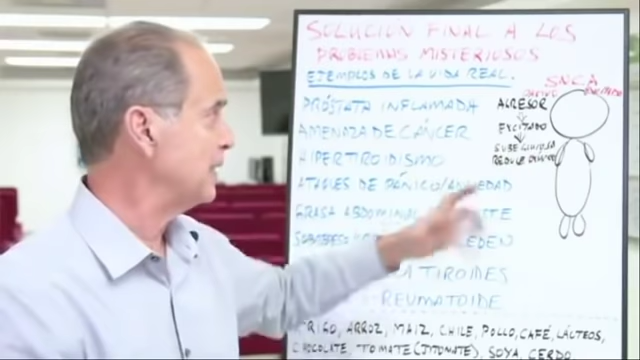 SOLUCIÓN FINAL A LOS
PROBLEMAS MISTERIOSOS
EJEMPLOS DE LA VIDA REAL.
PRÓSTATA INFLAMADA
AMENAZA DE CÁNCER
HIPERTIROIDISMO
ATAQUES DE PÁNICO/ANSIEDAD
GRASA ABDOMINAL
SOBREPESO
TIROIDES
REUMATOIDE
TRIGO, ARROZ, MAIZ, CHILE, POLLO, CAFÉ, LÁCTEOS,
CHOCOLATE, TOMATE (JITOMATE), SOYA, CERDO
SNCA
AGRESOR
EXCITADO
SUBE